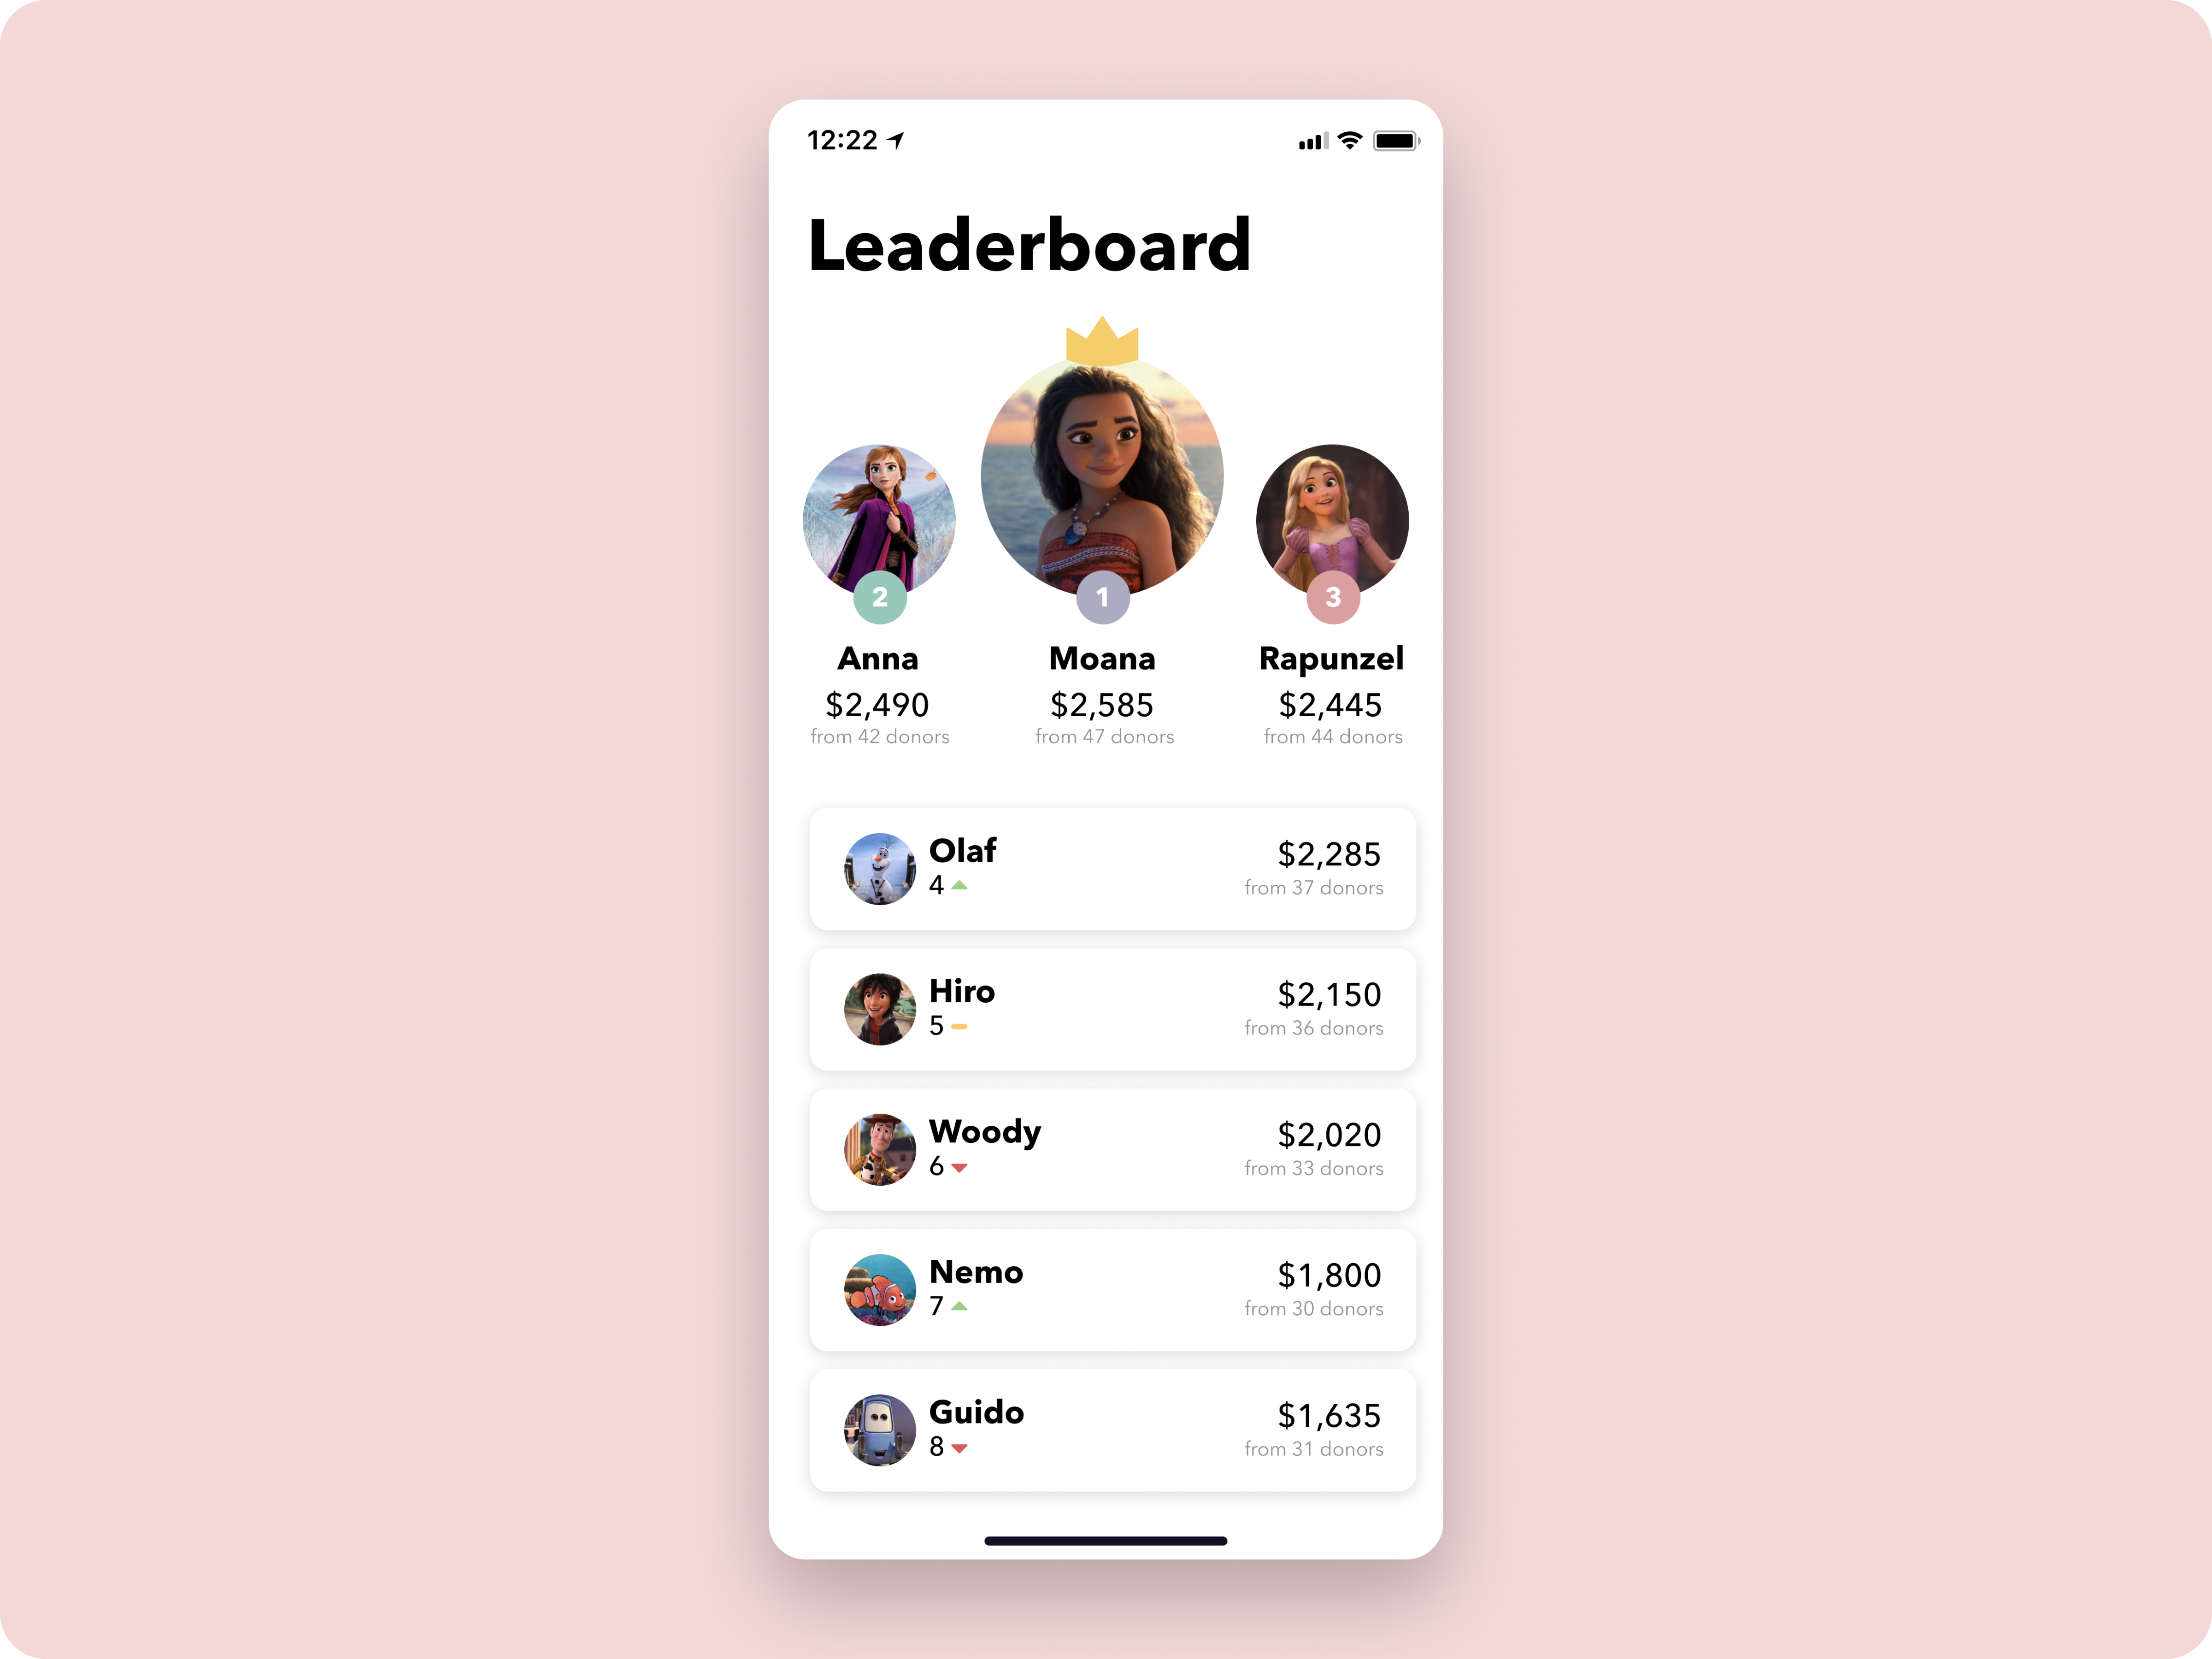 12:22
Leaderboard
2
1
3
Anna
Moana
Rapunzel
$2,490
$2,585
$2,445
from 42 donors
from 47 donors
from 44 donors
Olaf
4
$2,285
from 37 donors
Hiro
5
$2,150
from 36 donors
Woody
6
$2,020
from 33 donors
Nemo
7
$1,800
from 30 donors
Guido
8
$1,635
from 31 donors